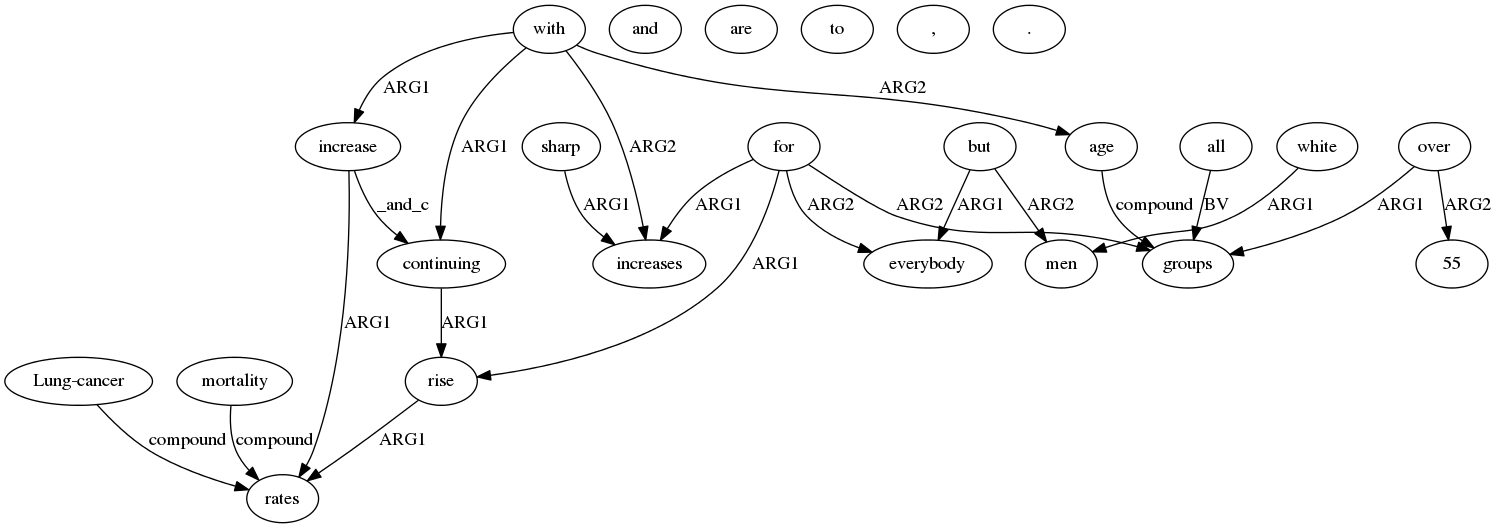 with and are to , .
ARG1 ARG2
increase sharp for but age all white over
ARG1 ARG2
_and_c ARG1 ARG1 ARG2 ARG2 ARG1 ARG2 compound BV ARG1 ARG1 ARG2
continuing increases everybody men groups 55
ARG1
ARG1 ARG1
Lung-cancer mortality rise
compound compound ARG1
rates